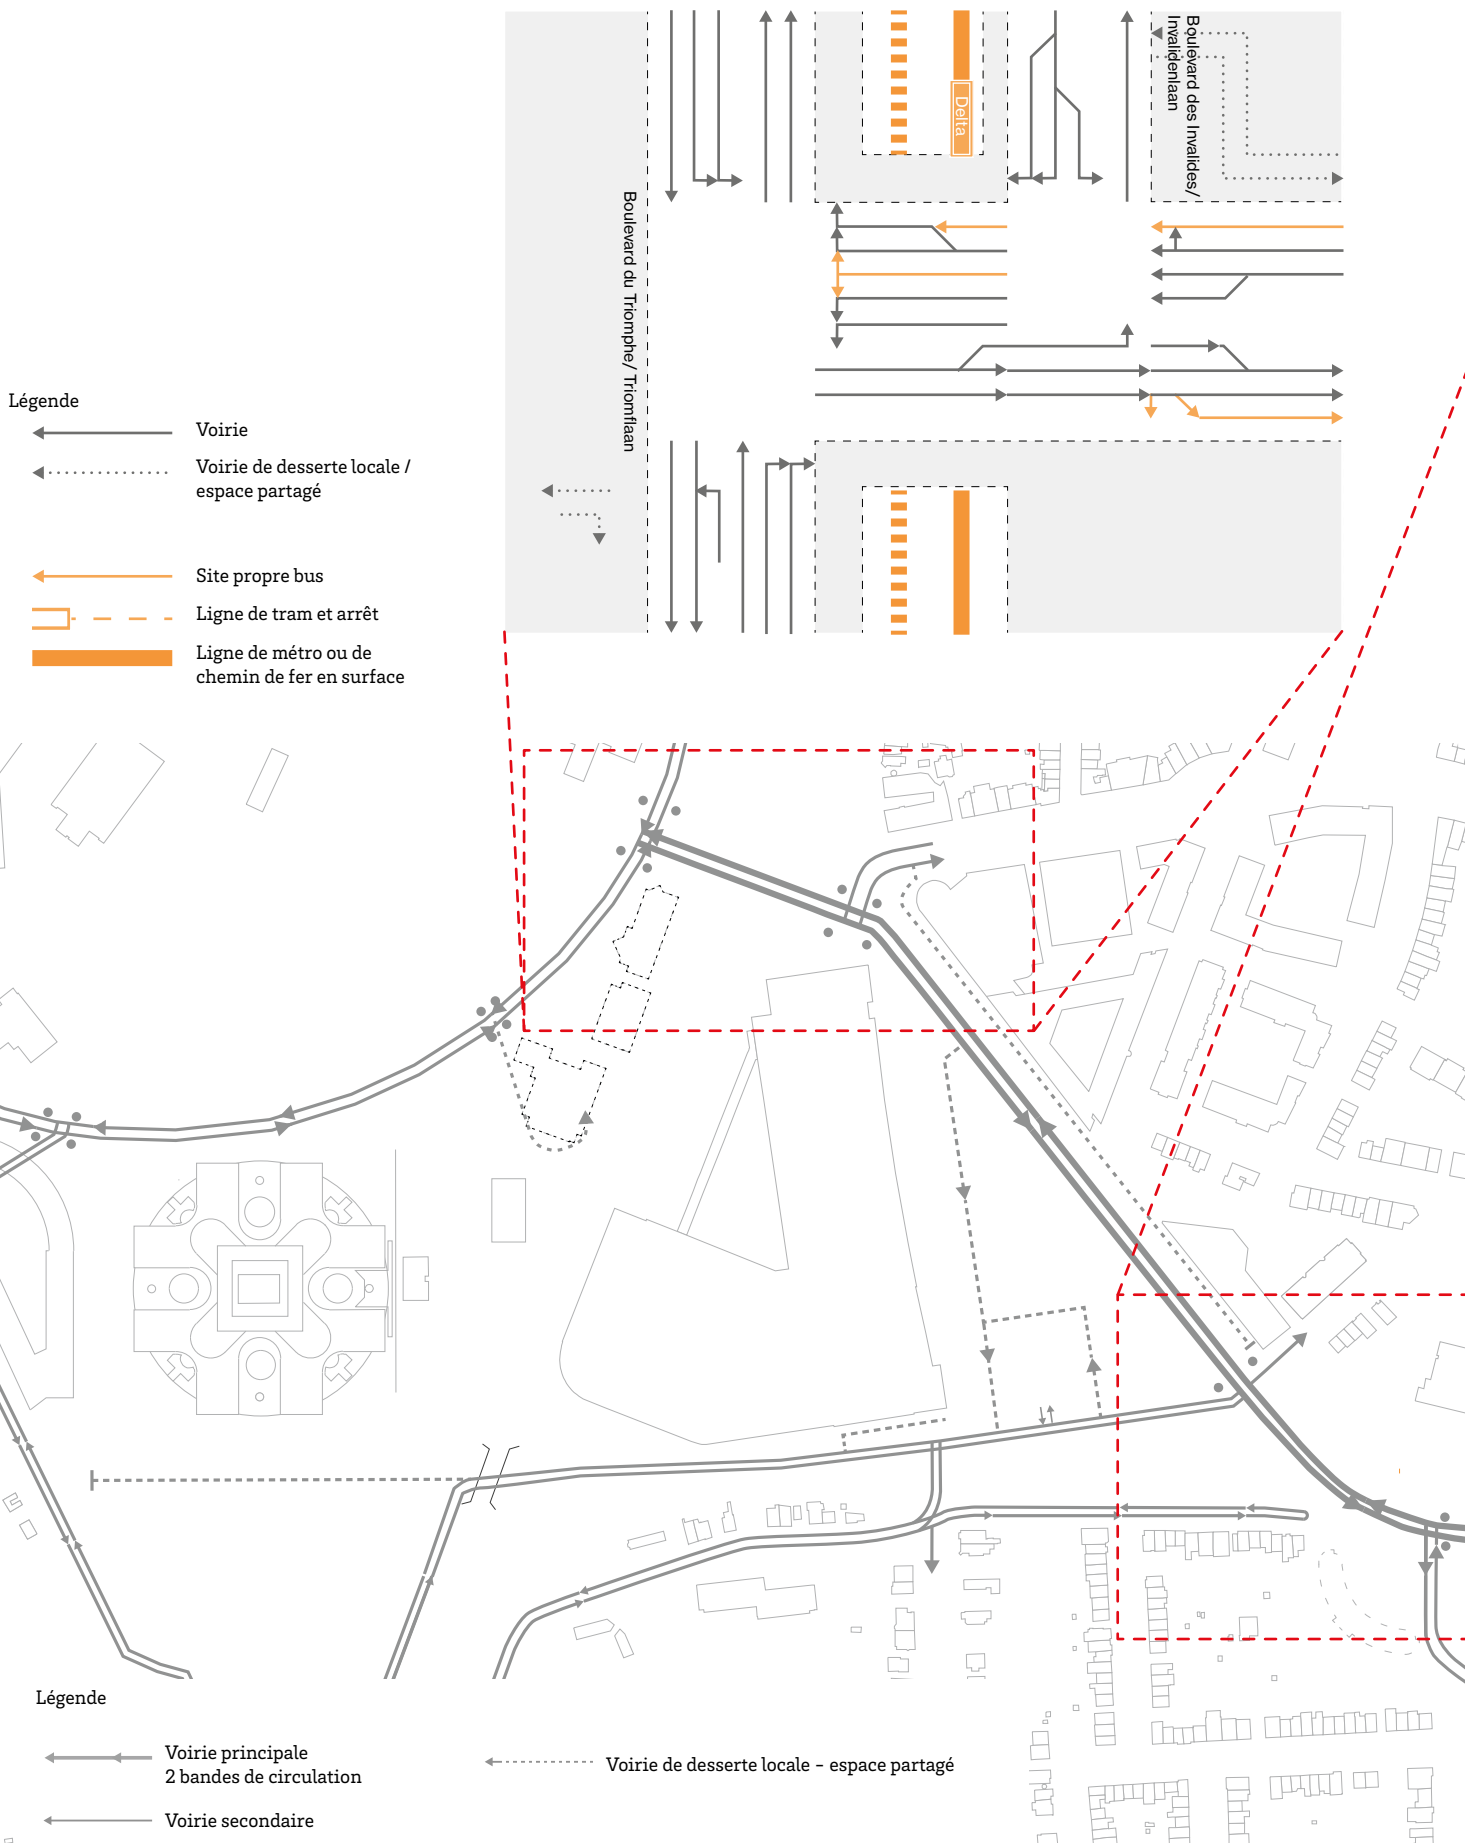 Boulevard des Invalides/
Invalidenlaan
Delta
Boulevard du Triomphe/ Triomflaan
Légende
Voirie
Voirie de desserte locale /
espace partagé
Site propre bus
Ligne de tram et arrêt
Ligne de métro ou de
chemin de fer en surface
Légende
Voirie principale
2 bandes de circulation
Voirie de desserte locale – espace partagé
Voirie secondaire